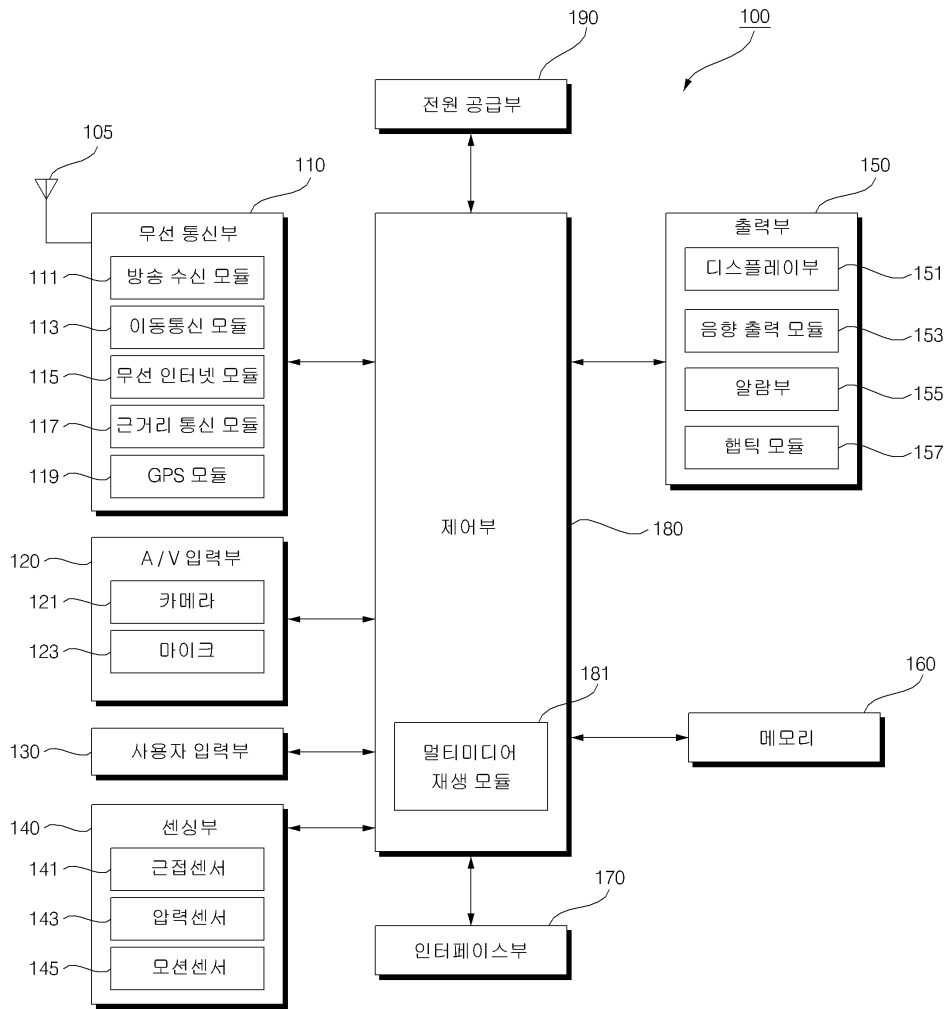 190
100
전원 공급부
105
110
150
무선 통신부
111
방송 수신 모듈
113
이동통신 모듈
115
무선 인터넷 모듈
117
근거리 통신 모듈
119
GPS 모듈
출력부
디스플레이부
151
음향 출력 모듈
153
알람부
155
햅틱 모듈
157
제어부
180
120
A / V 입력부
121
카메라
123
마이크
181
멀티미디어
재생 모듈
160
메모리
130
사용자 입력부
140
센싱부
141
근접센서
143
압력센서
145
모션센서
170
인터페이스부